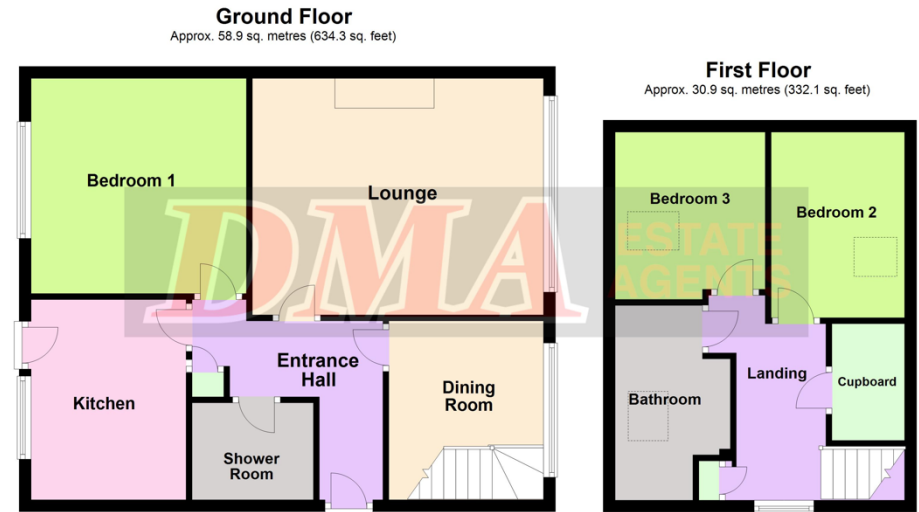 Ground Floor
Approx. 58.9 sq. metres (634.3 sq. feet)
Bedroom 1
Lounge
Kitchen
Entrance
Hall
Dining
Room
Shower
Room
First Floor
Approx. 30.9 sq. metres (332.1 sq. feet)
Bedroom 3
Bedroom 2
Bathroom
Landing
Cupboard
DMA
ESTATE
AGENTS